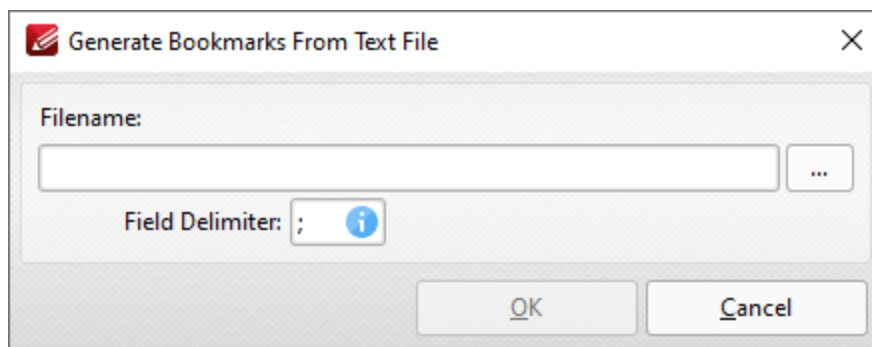 Generate Bookmarks From Text File
Filename:
...
Field Delimiter: ;
OK
Cancel